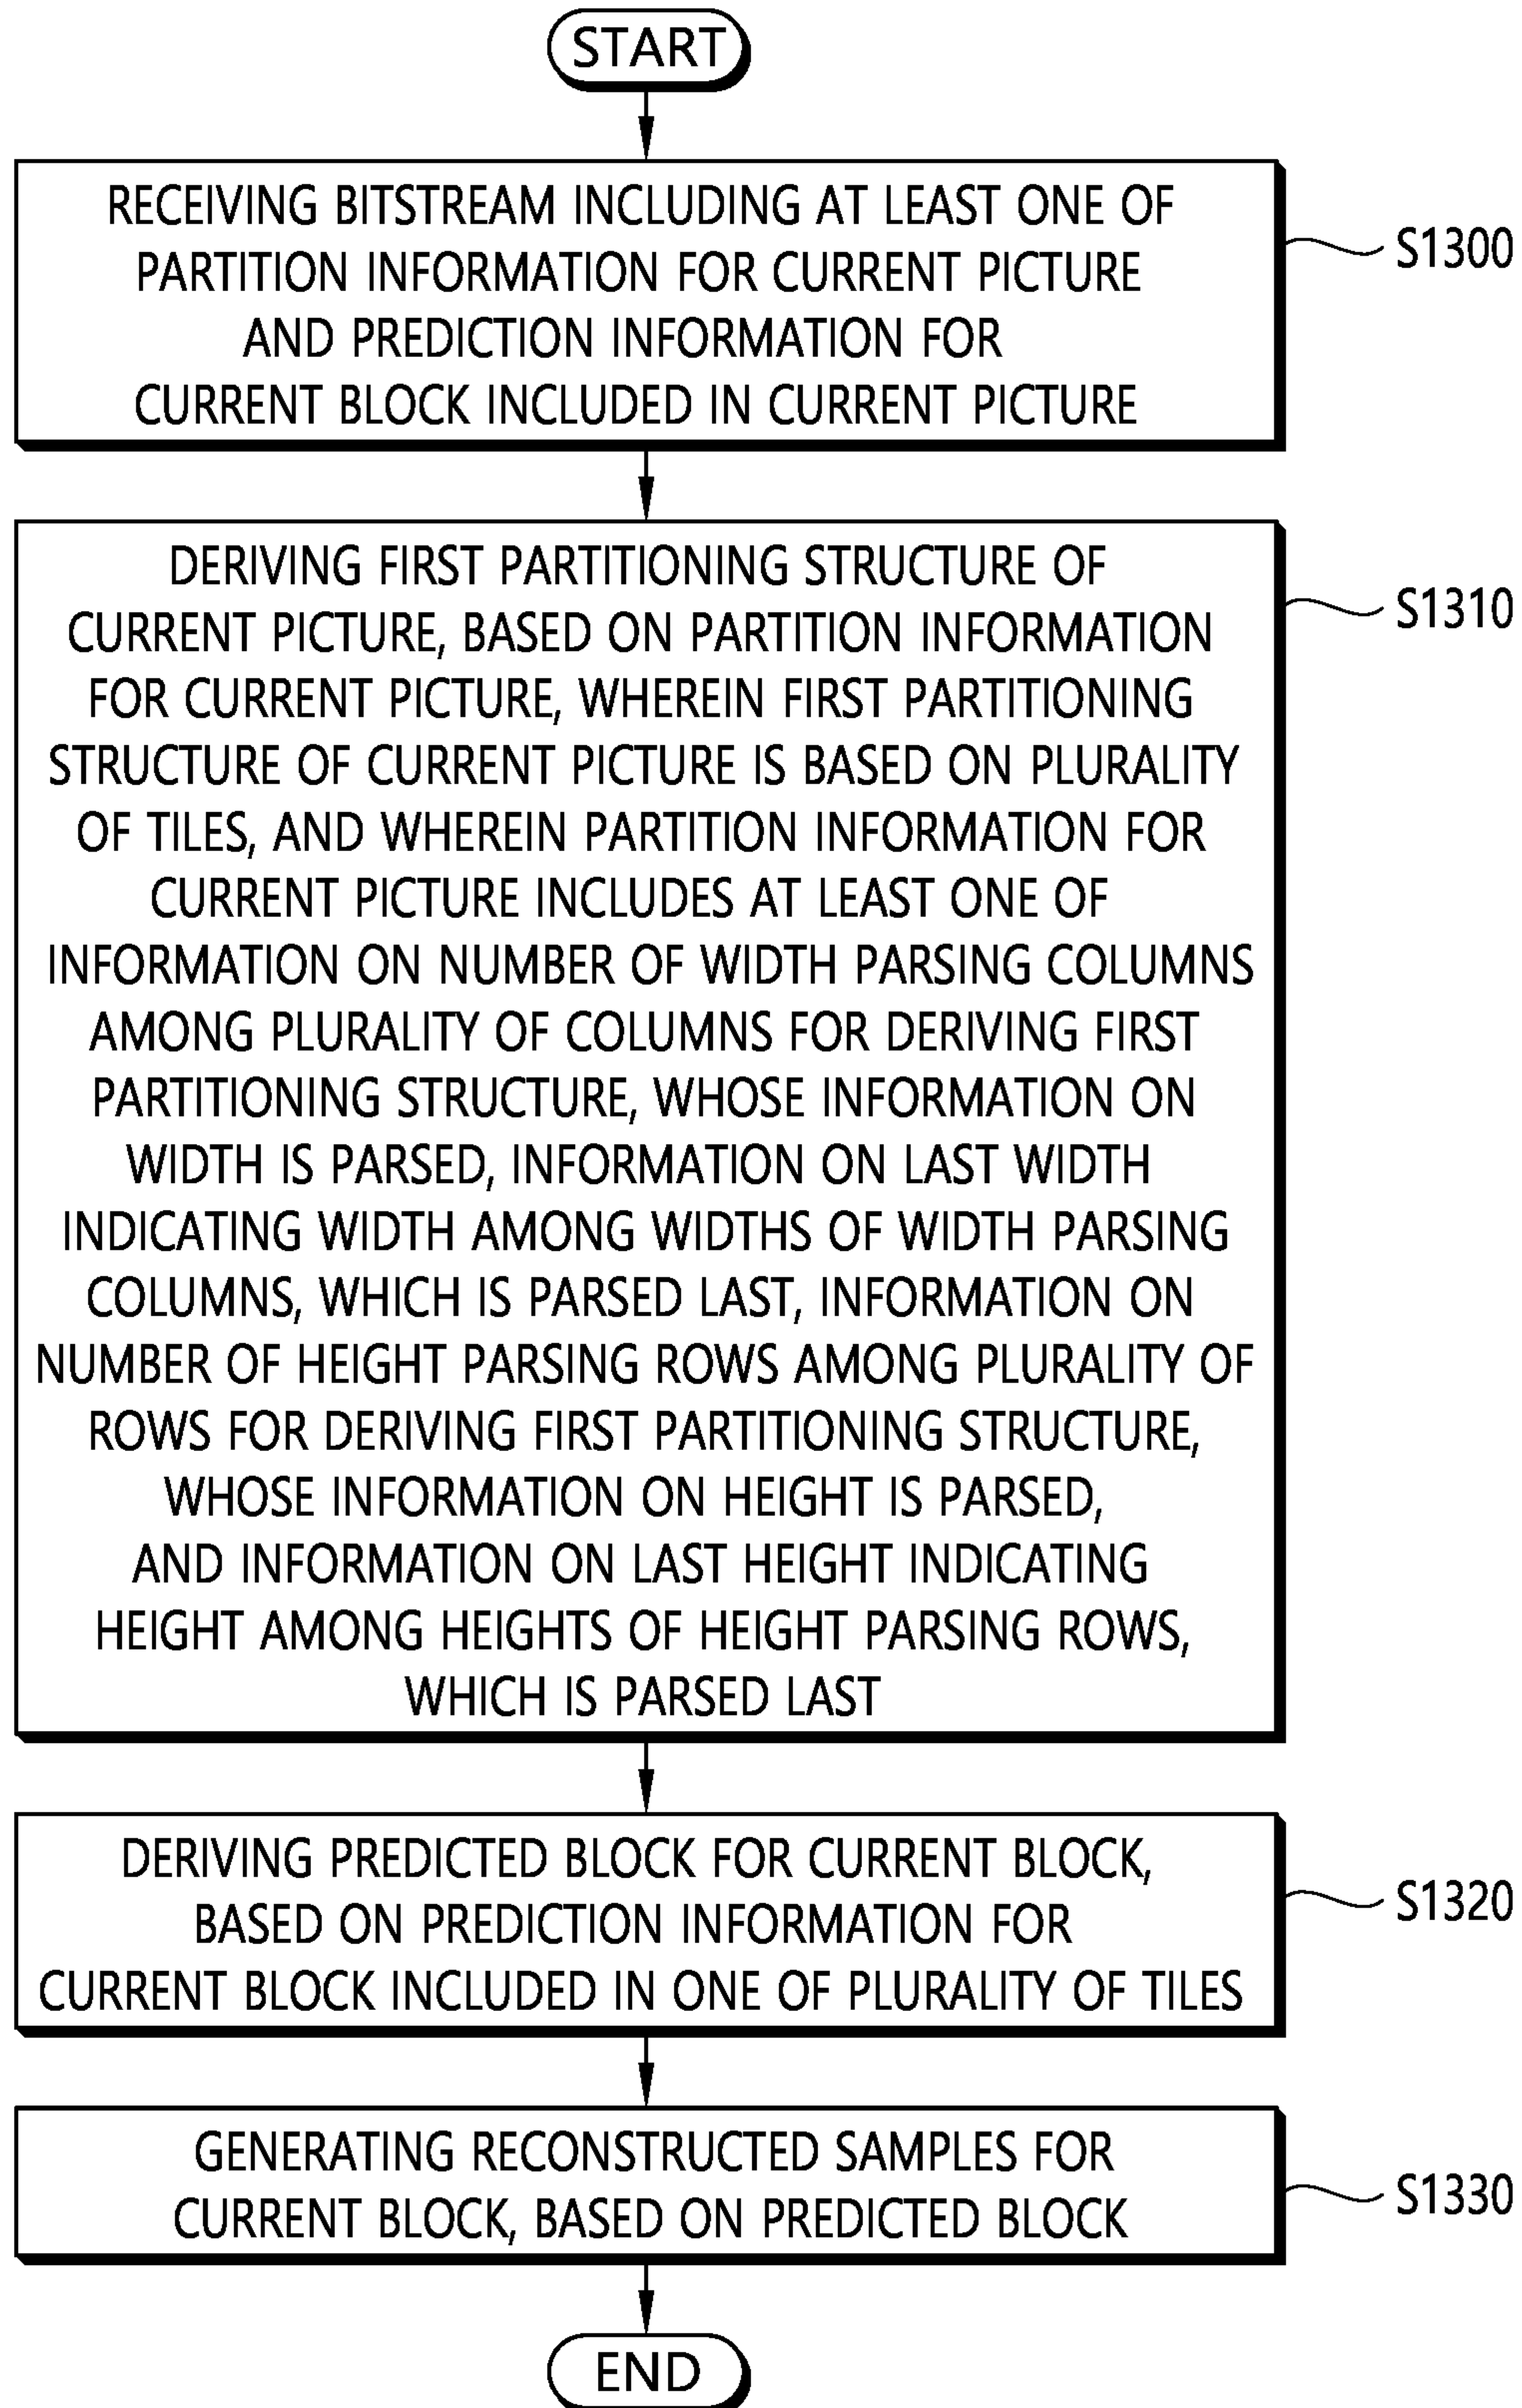 START
RECEIVING BITSTREAM INCLUDING AT LEAST ONE OF
PARTITION INFORMATION FOR CURRENT PICTURE
AND PREDICTION INFORMATION FOR
CURRENT BLOCK INCLUDED IN CURRENT PICTURE
S1300
DERIVING FIRST PARTITIONING STRUCTURE OF
CURRENT PICTURE, BASED ON PARTITION INFORMATION
FOR CURRENT PICTURE, WHEREIN FIRST PARTITIONING
STRUCTURE OF CURRENT PICTURE IS BASED ON PLURALITY
OF TILES, AND WHEREIN PARTITION INFORMATION FOR
CURRENT PICTURE INCLUDES AT LEAST ONE OF
INFORMATION ON NUMBER OF WIDTH PARSING COLUMNS
AMONG PLURALITY OF COLUMNS FOR DERIVING FIRST
PARTITIONING STRUCTURE, WHOSE INFORMATION ON
WIDTH IS PARSED, INFORMATION ON LAST WIDTH
INDICATING WIDTH AMONG WIDTHS OF WIDTH PARSING
COLUMNS, WHICH IS PARSED LAST, INFORMATION ON
NUMBER OF HEIGHT PARSING ROWS AMONG PLURALITY OF
ROWS FOR DERIVING FIRST PARTITIONING STRUCTURE,
WHOSE INFORMATION ON HEIGHT IS PARSED,
AND INFORMATION ON LAST HEIGHT INDICATING
HEIGHT AMONG HEIGHTS OF HEIGHT PARSING ROWS,
WHICH IS PARSED LAST
S1310
DERIVING PREDICTED BLOCK FOR CURRENT BLOCK,
BASED ON PREDICTION INFORMATION FOR
CURRENT BLOCK INCLUDED IN ONE OF PLURALITY OF TILES
S1320
GENERATING RECONSTRUCTED SAMPLES FOR
CURRENT BLOCK, BASED ON PREDICTED BLOCK
S1330
END